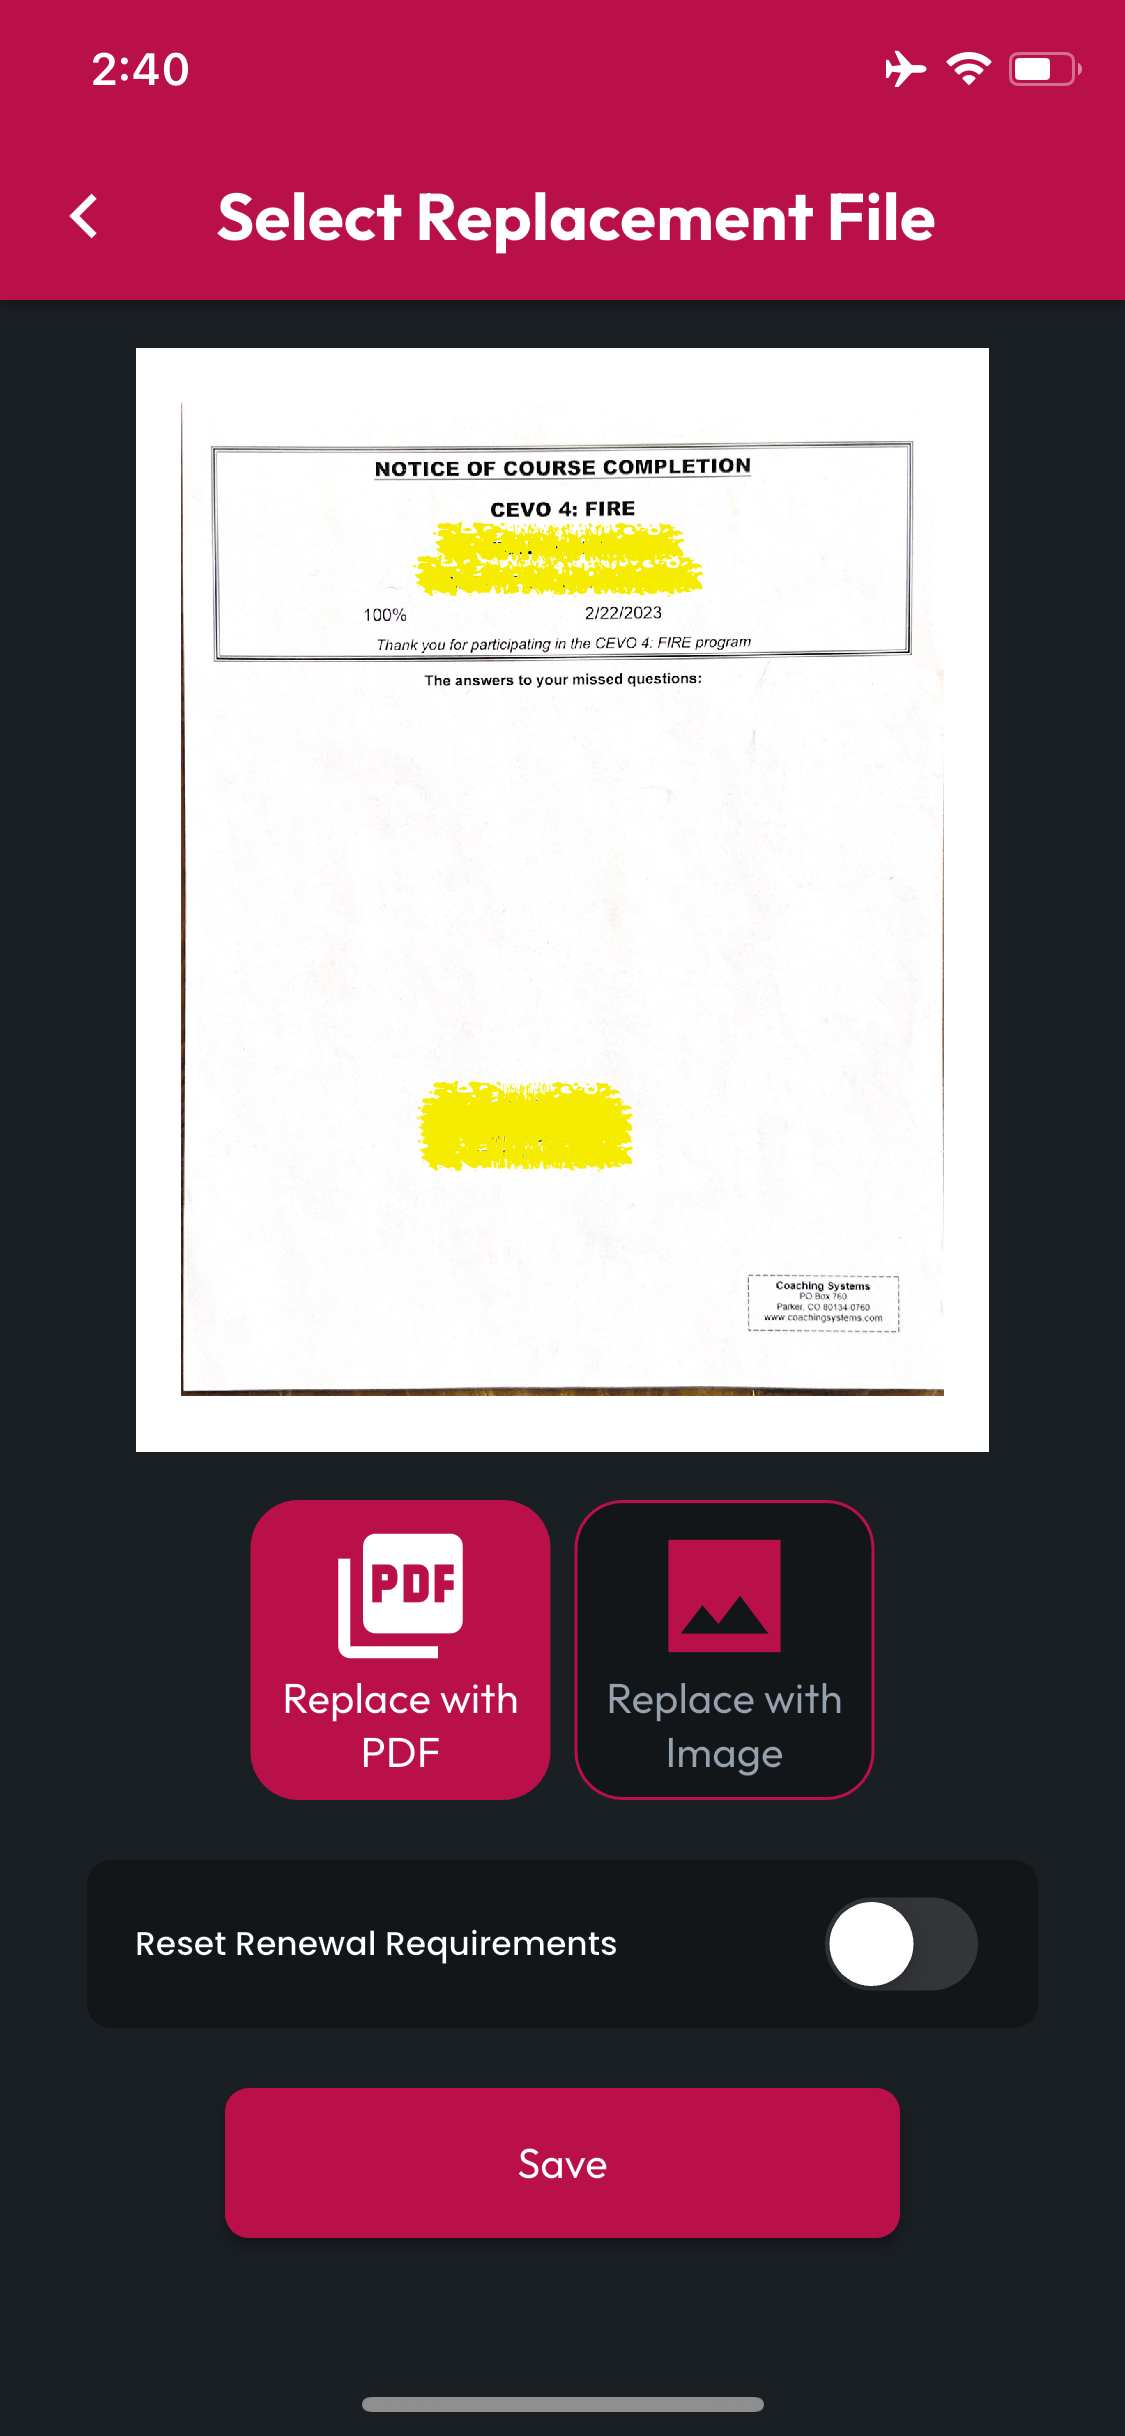 2:40
Select Replacement File
NOTICE OF COURSE COMPLETION
CEVO 4: FIRE
100% 2/22/2023
Thank you for participating in the CEVO 4: FIRE program
The answers to your missed questions:
Coaching Systems
PO Box 760
Parker, CO 80134-0760
www.coachingsystems.com
PDF
Replace with
PDF
Replace with
Image
Reset Renewal Requirements
Save